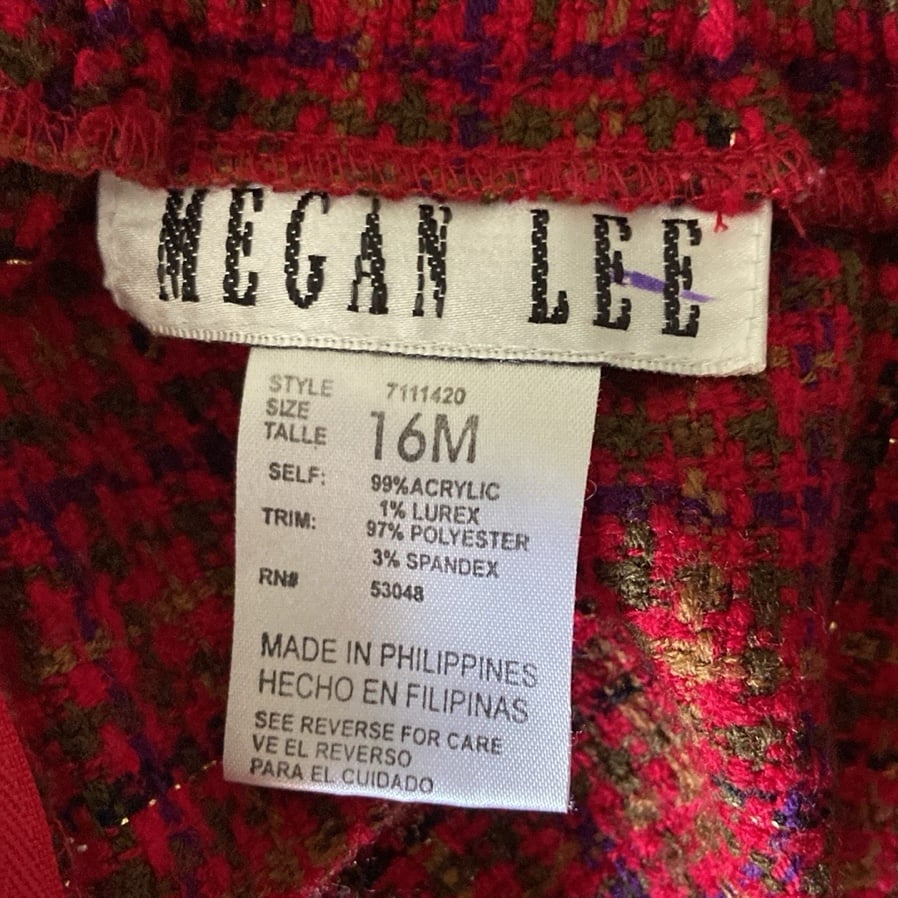 MEGAN LEE
STYLE 7111420
SIZE
TALLE 16M
SELF: 99%ACRYLIC
1% LUREX
TRIM: 97% POLYESTER
3% SPANDEX
RN# 53048
MADE IN PHILIPPINES
HECHO EN FILIPINAS
SEE REVERSE FOR CARE
VE EL REVERSO
PARA EL CUIDADO